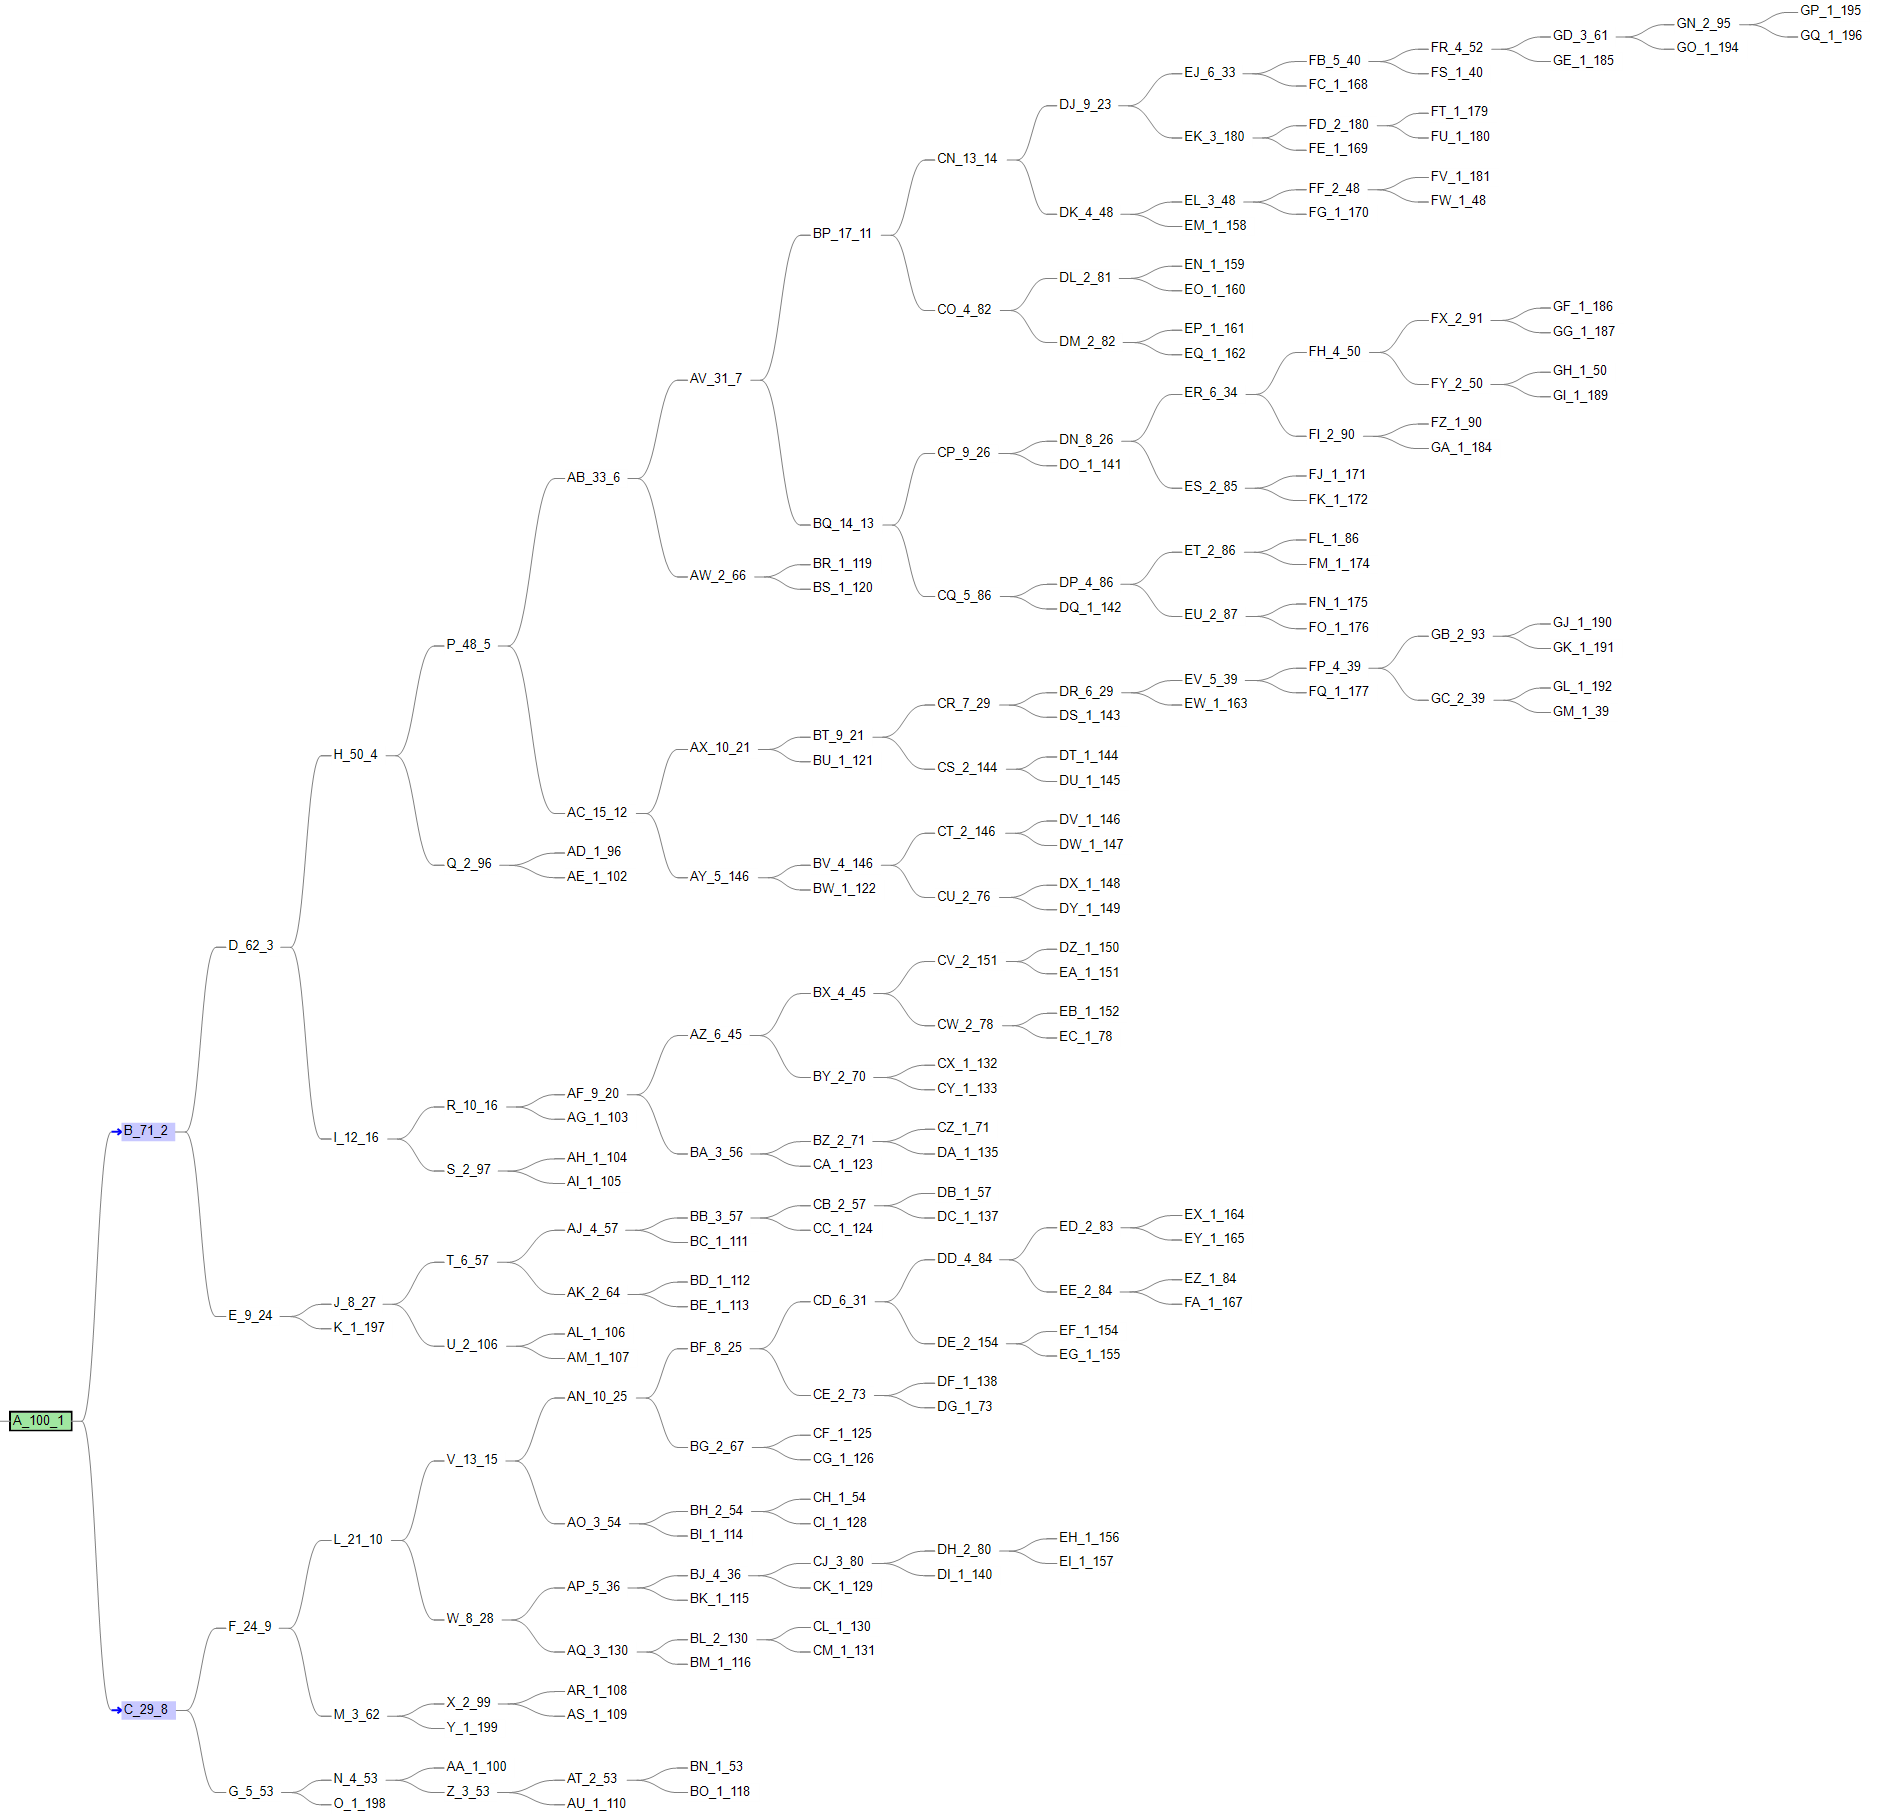 GP_1_195
GN_2_95
GQ_1_196
GD_3_61
FR_4_52
GO_1_194
FB_5_40
GE_1_185
EJ_6_33
FS_1_40
FC_1_168
DJ_9_23
FT_1_179
FD_2_180
EK_3_180
FU_1_180
FE_1_169
CN_13_14
FV_1_181
FF_2_48
EL_3_48
FW_1_48
DK_4_48
FG_1_170
EM_1_158
BP_17_11
EN_1_159
DL_2_81
EO_1_160
CO_4_82
GF_1_186
FX_2_91
EP_1_161
GG_1_187
DM_2_82
EQ_1_162
FH_4_50
GH_1_50
AV_31_7
FY_2_50
ER_6_34
GI_1_189
FZ_1_90
FI_2_90
DN_8_26
GA_1_184
CP_9_26
DO_1_141
AB_33_6
FJ_1_171
ES_2_85
FK_1_172
BQ_14_13
FL_1_86
ET_2_86
BR_1_119
FM_1_174
AW_2_66
DP_4_86
BS_1_120
CQ_5_86
FN_1_175
DQ_1_142
EU_2_87
GJ_1_190
FO_1_176
GB_2_93
P_48_5
GK_1_191
FP_4_39
EV_5_39
GL_1_192
DR_6_29
FQ_1_177
GC_2_39
CR_7_29
EW_1_163
GM_1_39
DS_1_143
BT_9_21
AX_10_21
H_50_4
DT_1_144
BU_1_121
CS_2_144
DU_1_145
AC_15_12
DV_1_146
CT_2_146
DW_1_147
AD_1_96
Q_2_96
BV_4_146
AE_1_102
AY_5_146
DX_1_148
BW_1_122
CU_2_76
DY_1_149
D_62_3
DZ_1_150
CV_2_151
EA_1_151
BX_4_45
EB_1_152
CW_2_78
AZ_6_45
EC_1_78
CX_1_132
BY_2_70
CY_1_133
AF_9_20
R_10_16
AG_1_103
CZ_1_71
B_71_2
I_12_16
BZ_2_71
BA_3_56
DA_1_135
AH_1_104
CA_1_123
S_2_97
AI_1_105
DB_1_57
CB_2_57
BB_3_57
DC_1_137
EX_1_164
AJ_4_57
CC_1_124
ED_2_83
BC_1_111
EY_1_165
T_6_57
DD_4_84
BD_1_112
EZ_1_84
AK_2_64
EE_2_84
J_8_27
BE_1_113
CD_6_31
FA_1_167
E_9_24
K_1_197
AL_1_106
EF_1_154
U_2_106
DE_2_154
BF_8_25
AM_1_107
EG_1_155
DF_1_138
AN_10_25
CE_2_73
DG_1_73
A_100_1
CF_1_125
BG_2_67
V_13_15
CG_1_126
CH_1_54
BH_2_54
AO_3_54
CI_1_128
BI_1_114
L_21_10
EH_1_156
DH_2_80
CJ_3_80
EI_1_157
BJ_4_36
DI_1_140
AP_5_36
CK_1_129
BK_1_115
W_8_28
F_24_9
CL_1_130
BL_2_130
AQ_3_130
CM_1_131
BM_1_116
AR_1_108
X_2_99
C_29_8
M_3_62
AS_1_109
Y_1_199
AA_1_100
BN_1_53
N_4_53
AT_2_53
G_5_53
Z_3_53
BO_1_118
O_1_198
AU_1_110